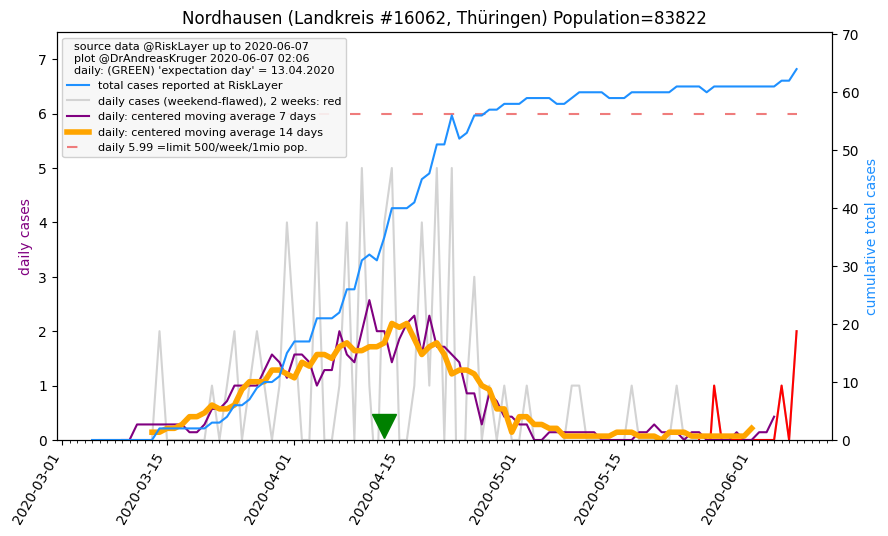 Nordhausen (Landkreis #16062, Thüringen) Population=83822
source data @RiskLayer up to 2020-06-07
plot @DrAndreasKruger 2020-06-07 02:06
daily: (GREEN) 'expectation day' = 13.04.2020
total cases reported at RiskLayer
daily cases (weekend-flawed), 2 weeks: red
daily: centered moving average 7 days
daily: centered moving average 14 days
daily 5.99 =limit 500/week/1mio pop.
daily cases
7
6
5
4
3
2
1
0
70
60
50
40
30
20
10
0
cumulative total cases
2020-03-01
2020-03-15
2020-04-01
2020-04-15
2020-05-01
2020-05-15
2020-06-01